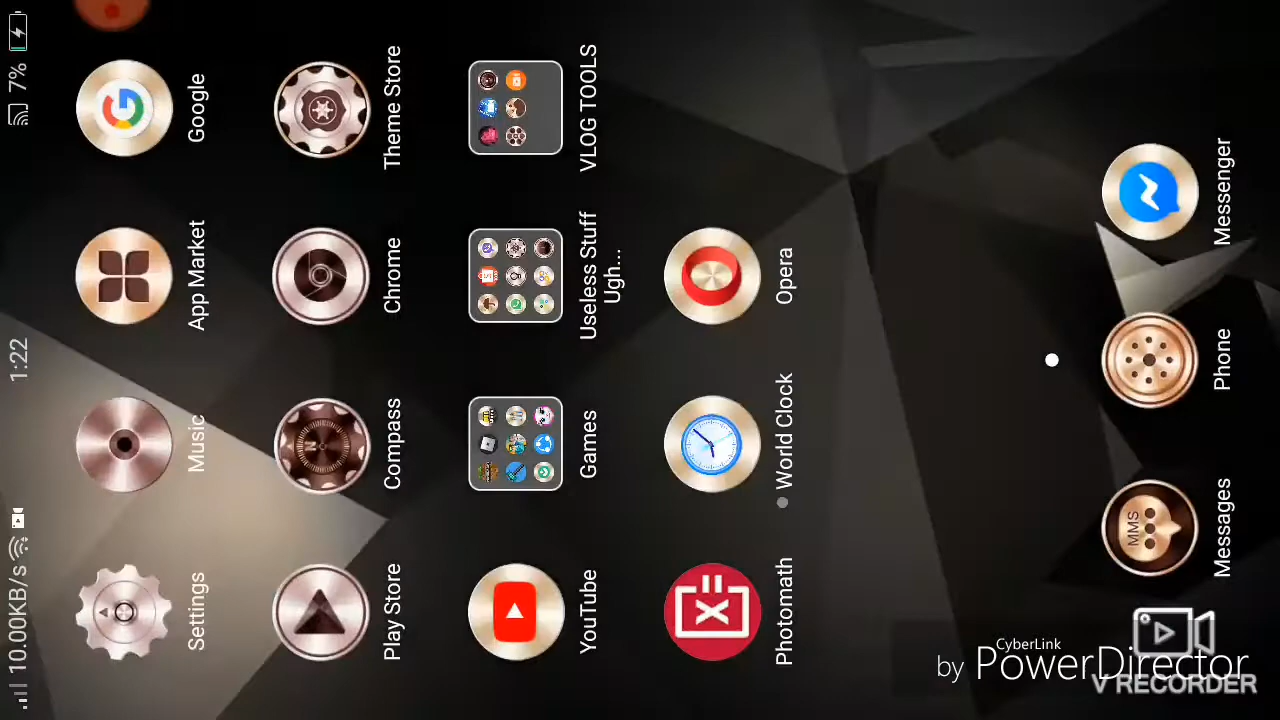 10.00KB/s
1:22
7%
Settings
Music
App Market
Google
Play Store
Compass
Chrome
Theme Store
YouTube
Games
Useless Stuff
Ugh...
VLOG TOOLS
Photomath
World Clock
Opera
MMS
Messages
Phone
Messenger
CyberLink
by PowerDirector
V RECORDER